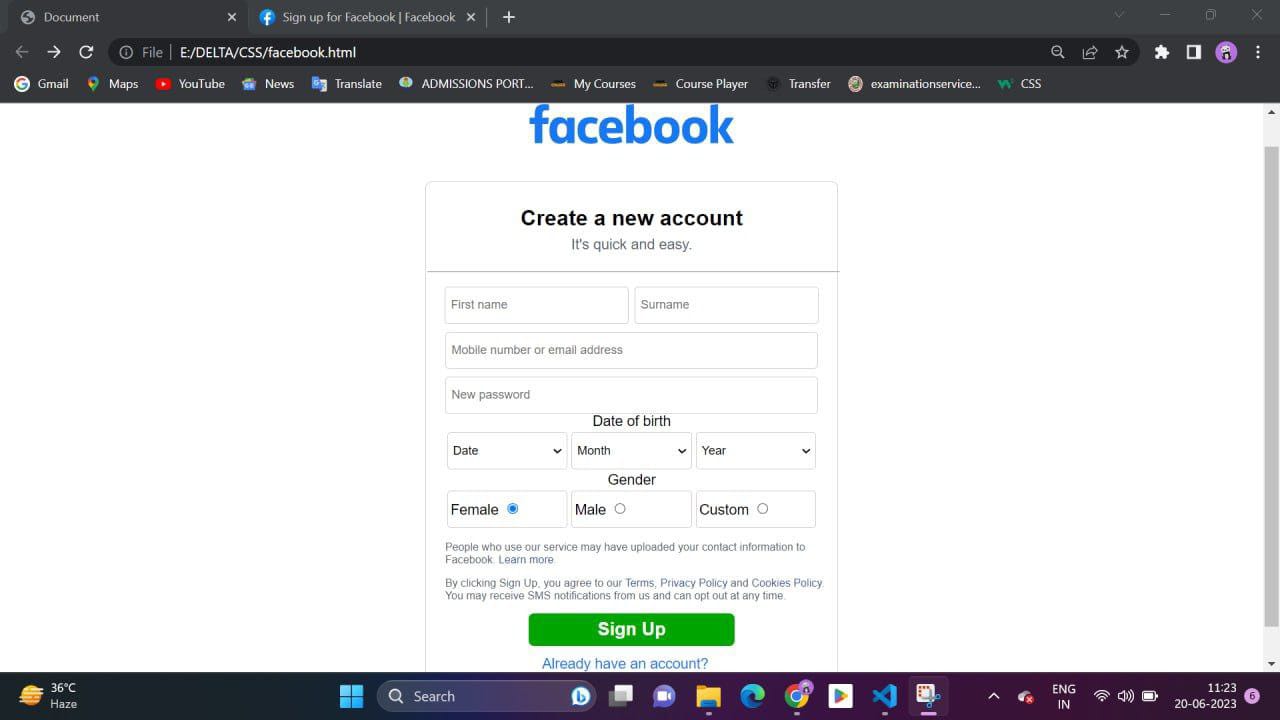 Document
Sign up for Facebook | Facebook
File | E:/DELTA/CSS/facebook.html
Gmail Maps YouTube News Translate ADMISSIONS PORT... My Courses Course Player Transfer examinationservice... CSS
facebook
Create a new account
It's quick and easy.
First name Surname
Mobile number or email address
New password
Date of birth
Date Month Year
Gender
Female Male Custom
People who use our service may have uploaded your contact information to
Facebook. Learn more.
By clicking Sign Up, you agree to our Terms, Privacy Policy and Cookies Policy.
You may receive SMS notifications from us and can opt out at any time.
Sign Up
Already have an account?
36°C
Haze
Search
ENG
IN
11:23
20-06-2023
6